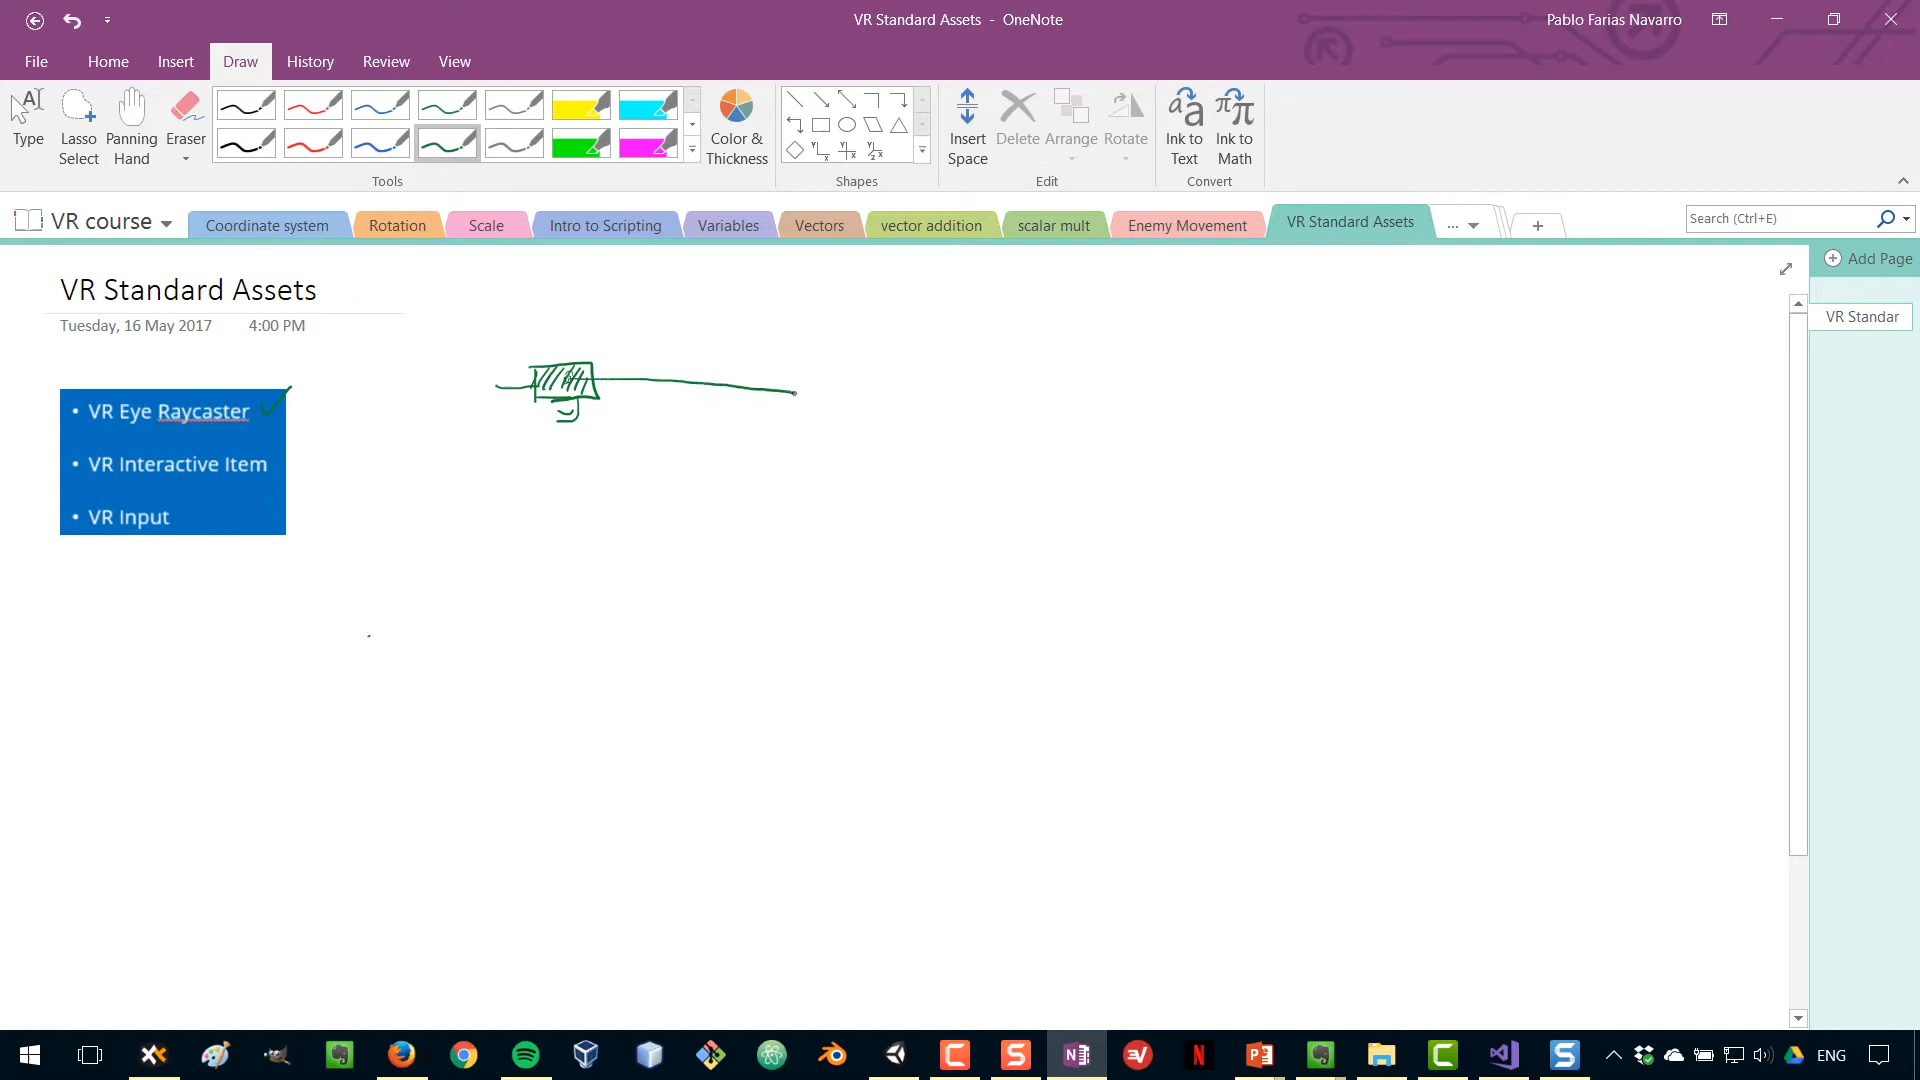 VR Standard Assets - OneNote
Pablo Farias Navarro
File Home Insert Draw History Review View
Type
Lasso Select
Panning Hand
Eraser
Color & Thickness
Insert Space
Delete
Arrange
Rotate
Ink to Text
Ink to Math
Tools
Shapes
Edit
Convert
VR course
Coordinate system
Rotation
Scale
Intro to Scripting
Variables
Vectors
vector addition
scalar mult
Enemy Movement
VR Standard Assets
...
Search (Ctrl+E)
Add Page
VR Standar
VR Standard Assets
Tuesday, 16 May 2017 4:00 PM
• VR Eye Raycaster
• VR Interactive Item
• VR Input
ENG